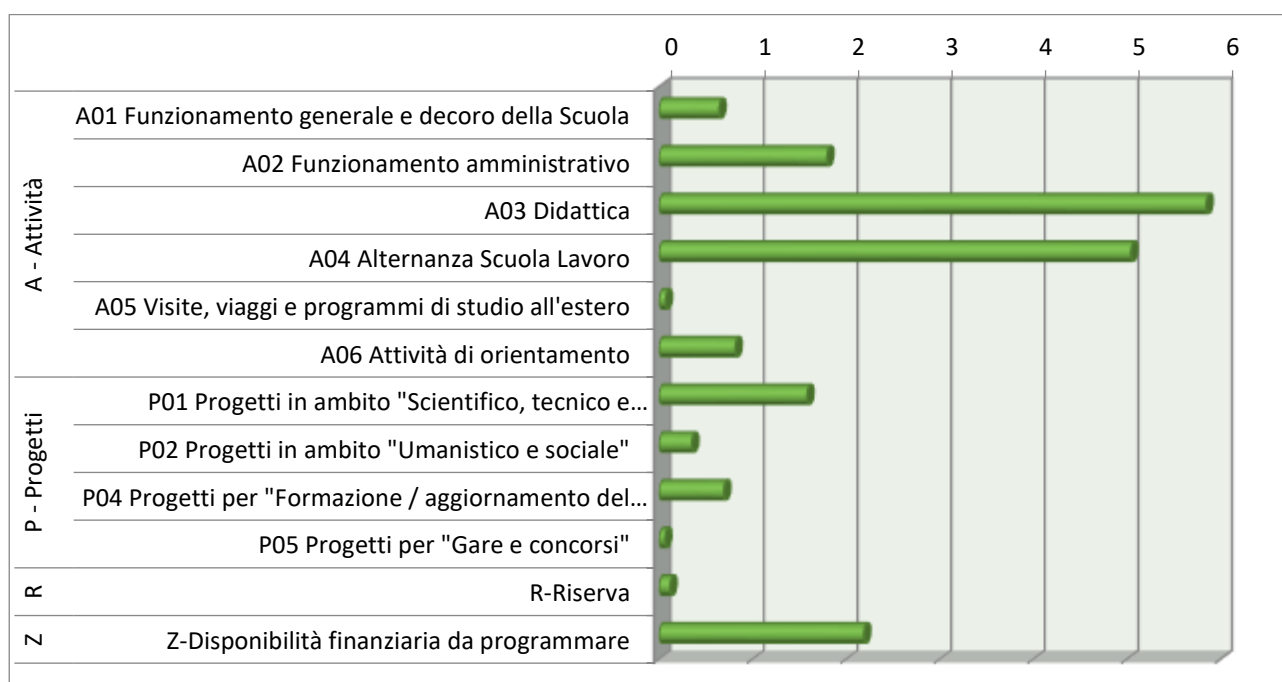 0 1 2 3 4 5 6
A - Attività
A01 Funzionamento generale e decoro della Scuola
A02 Funzionamento amministrativo
A03 Didattica
A04 Alternanza Scuola Lavoro
A05 Visite, viaggi e programmi di studio all'estero
A06 Attività di orientamento
P - Progetti
P01 Progetti in ambito "Scientifico, tecnico e...
P02 Progetti in ambito "Umanistico e sociale"
P04 Progetti per "Formazione / aggiornamento del...
P05 Progetti per "Gare e concorsi"
R
R-Riserva
Z
Z-Disponibilità finanziaria da programmare